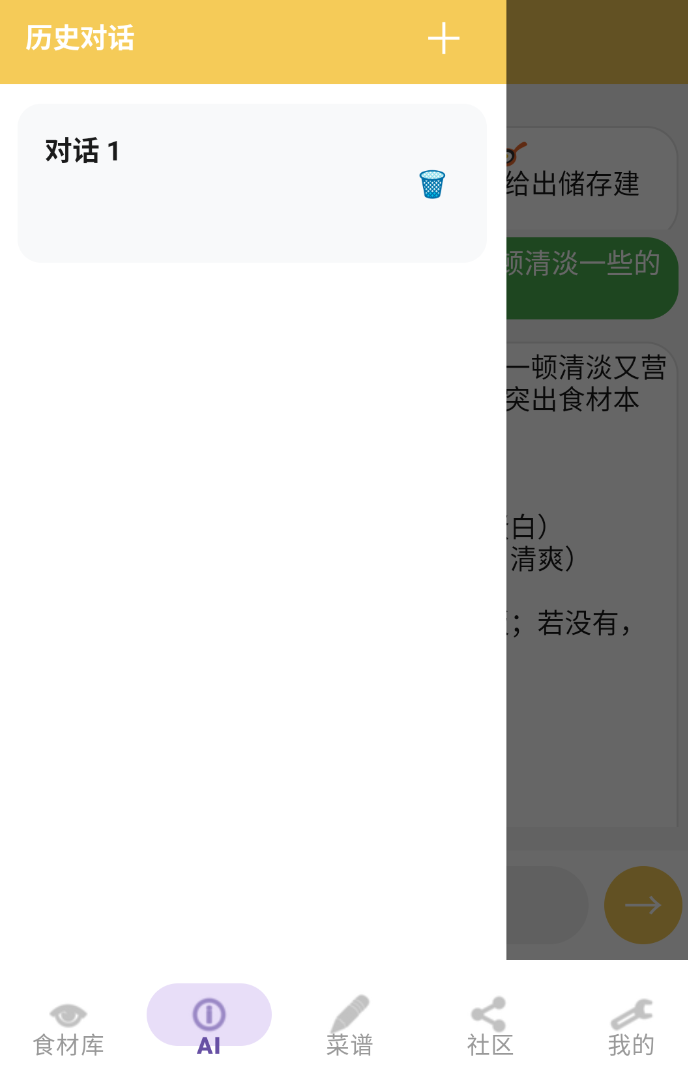 历史对话
对话 1
给出储存建
顿清淡一些的
一顿清淡又营
突出食材本
白）
清爽）
；若没有，
食材库
AI
菜谱
社区
我的